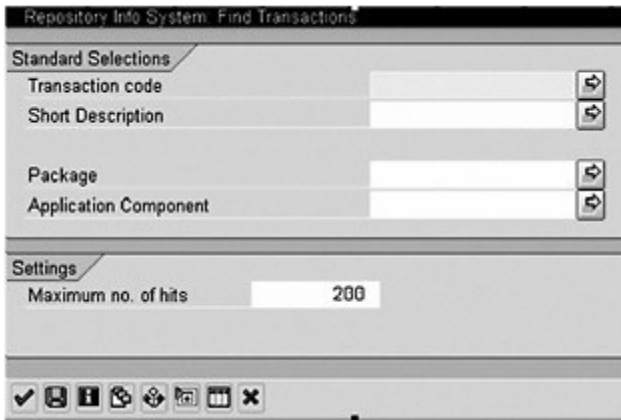 Repository Info System: Find Transactions
Standard Selections
Transaction code
Short Description
Package
Application Component
Settings
Maximum no. of hits 200